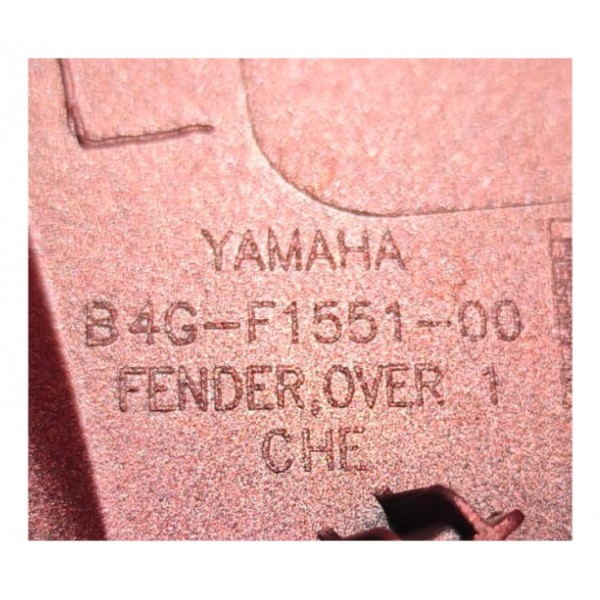 YAMAHA
B4G-F1551-00
FENDER,OVER 1
CHE